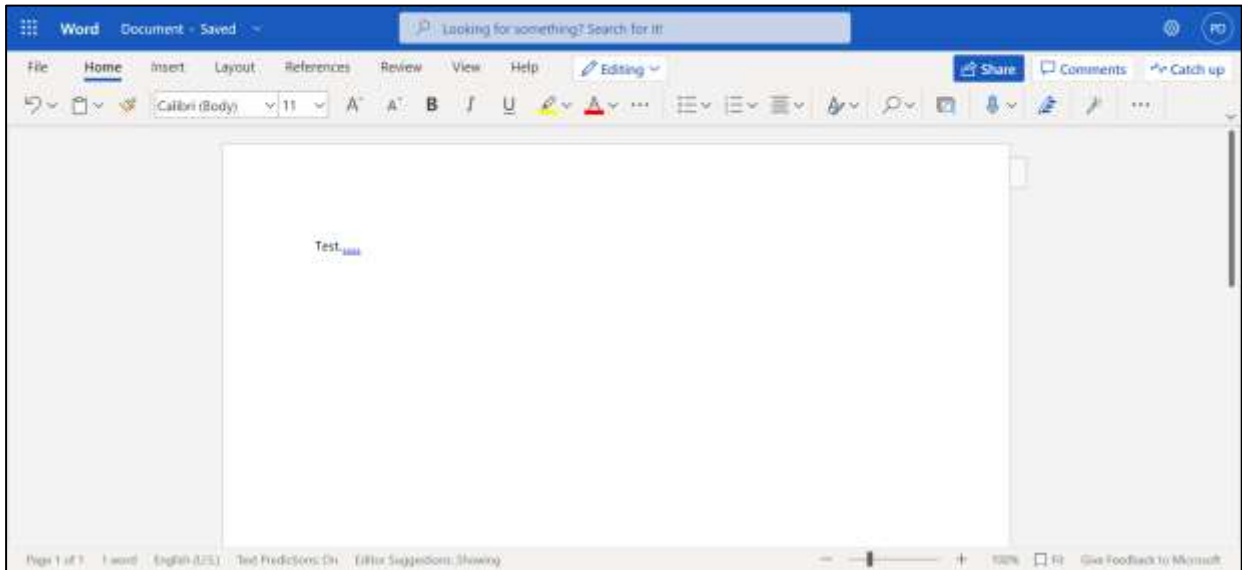 Word Document - Saved Looking for something? Search for it! PD
File Home Insert Layout References Review View Help Editing Share Comments Catch up
Calibri (Body) 11 A A B I U A
Test.,,,,,
Page 1 of 1 1 word English (U.S.) Text Predictions: On Editor Suggestions: Showing 100% Fit Give Feedback to Microsoft